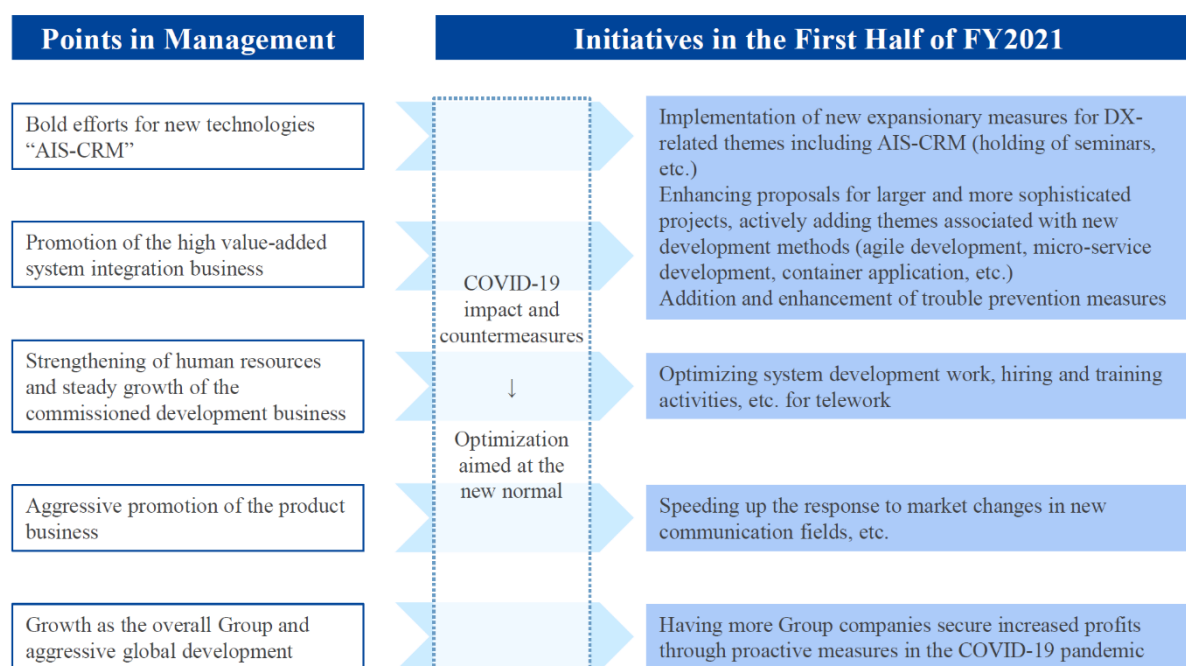 Points in Management
Initiatives in the First Half of FY2021
Bold efforts for new technologies
“AIS-CRM”
Promotion of the high value-added
system integration business
Strengthening of human resources
and steady growth of the
commissioned development business
Aggressive promotion of the product
business
Growth as the overall Group and
aggressive global development
COVID-19
impact and
countermeasures
↓
Optimization
aimed at the
new normal
Implementation of new expansionary measures for DX-
related themes including AIS-CRM (holding of seminars,
etc.)
Enhancing proposals for larger and more sophisticated
projects, actively adding themes associated with new
development methods (agile development, micro-service
development, container application, etc.)
Addition and enhancement of trouble prevention measures
Optimizing system development work, hiring and training
activities, etc. for telework
Speeding up the response to market changes in new
communication fields, etc.
Having more Group companies secure increased profits
through proactive measures in the COVID-19 pandemic